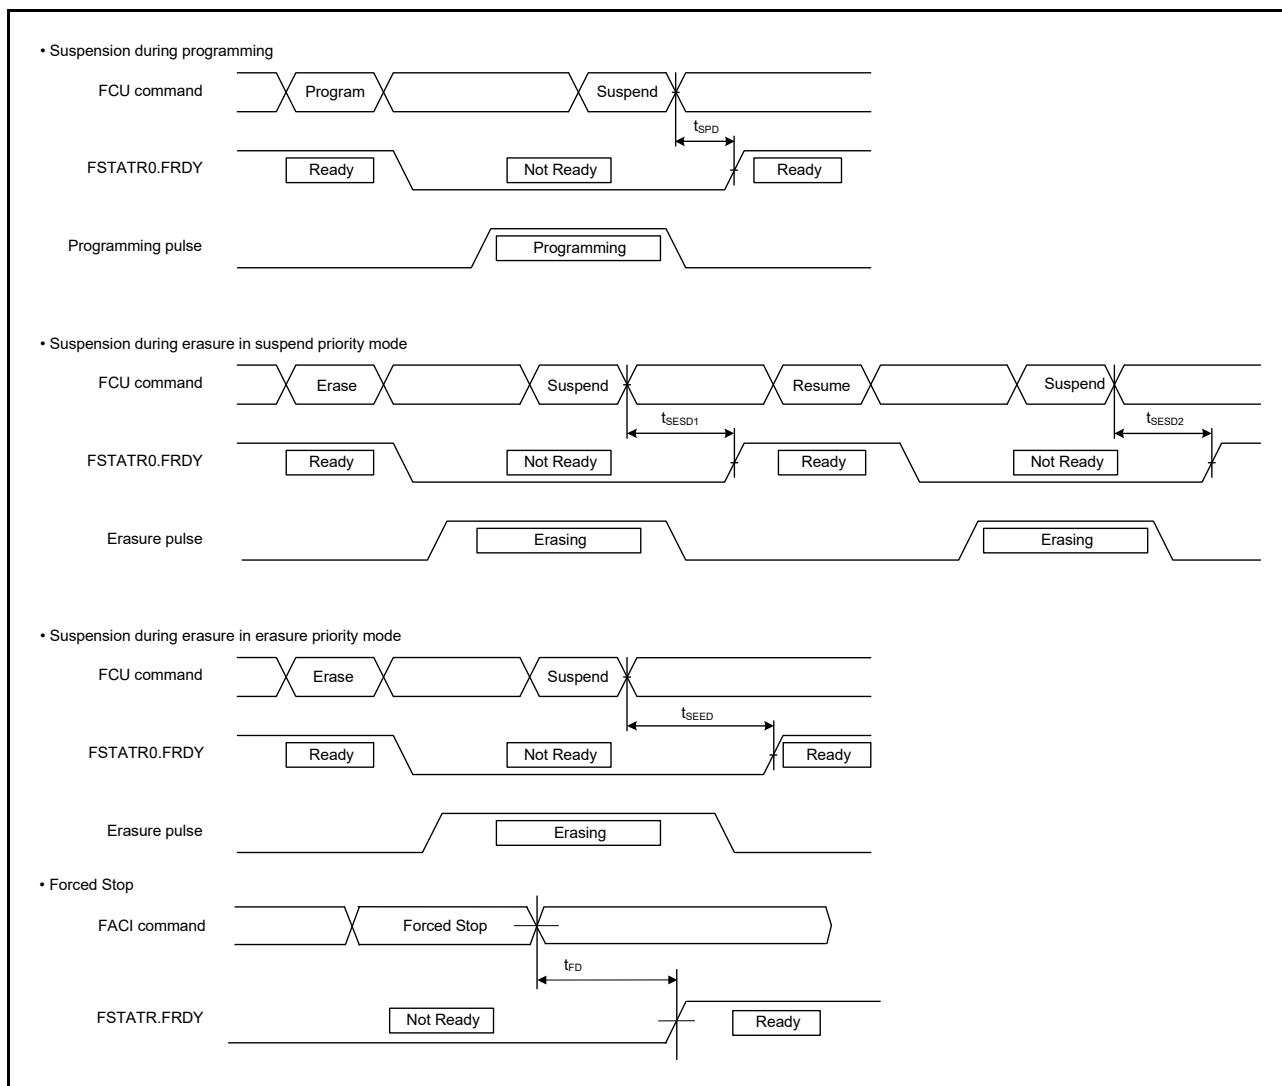 • Suspension during programming
FCU command
Program
Suspend
tSPD
FSTATR0.FRDY
Ready
Not Ready
Ready
Programming pulse
Programming
• Suspension during erasure in suspend priority mode
FCU command
Erase
Suspend
Resume
Suspend
tSESD1
tSESD2
FSTATR0.FRDY
Ready
Not Ready
Ready
Not Ready
Erasure pulse
Erasing
Erasing
• Suspension during erasure in erasure priority mode
FCU command
Erase
Suspend
tSEED
FSTATR0.FRDY
Ready
Not Ready
Ready
Erasure pulse
Erasing
• Forced Stop
FACI command
Forced Stop
tFD
FSTATR.FRDY
Not Ready
Ready